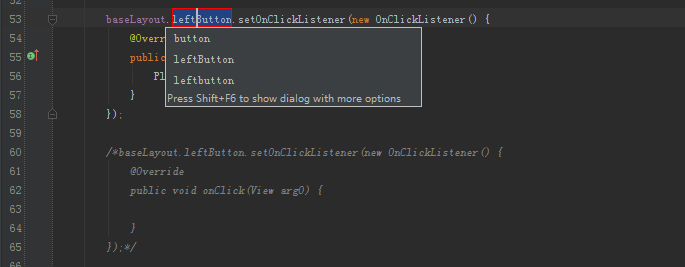 52
53 baseLayout.leftButton.setOnClickListener(new OnClickListener() {
54 @Overr
button
55 public
leftButton
56 Pl
leftbutton
57 }
Press Shift+F6 to show dialog with more options
58 });
59
60 /*baseLayout.leftButton.setOnClickListener(new OnClickListener() {
61 @Override
62 public void onClick(View arg0) {
63
64 }
65 });*/
66